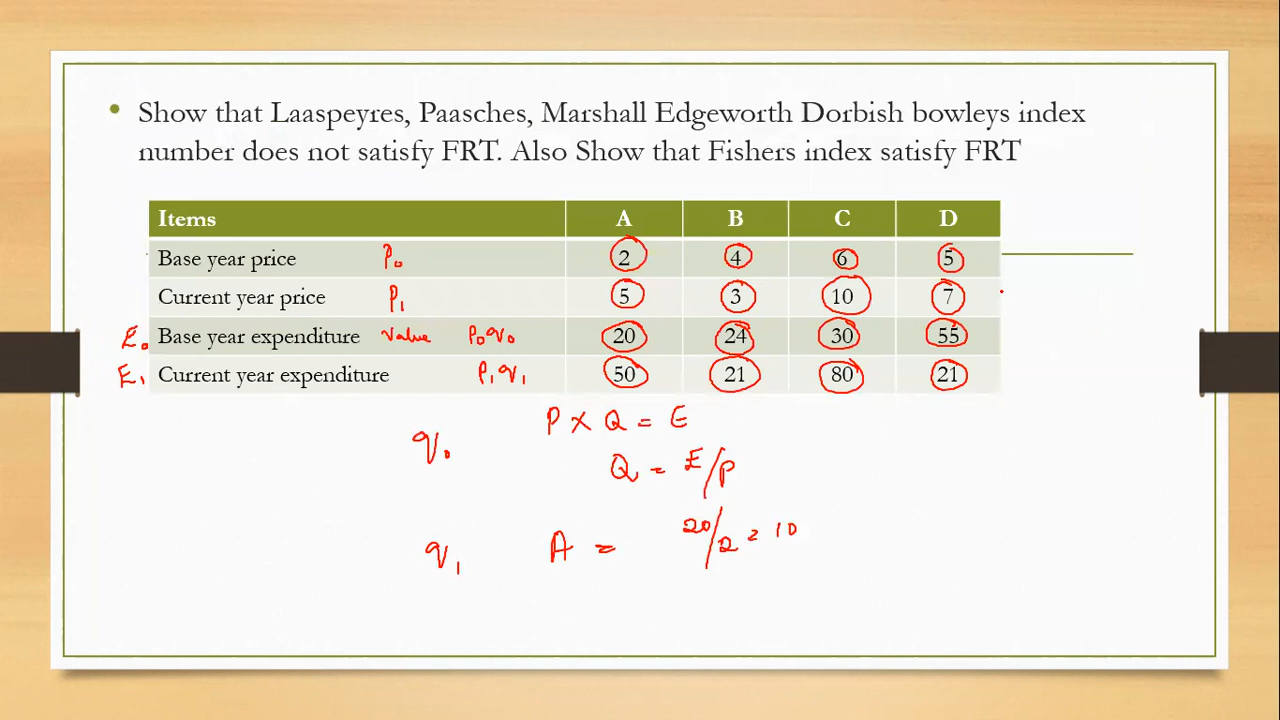 • Show that Laaspeyres, Paasches, Marshall Edgeworth Dorbish bowleys index
number does not satisfy FRT. Also Show that Fishers index satisfy FRT
Items A B C D
Base year price P₀ 2 4 6 5
Current year price P₁ 5 3 10 7
E₀ Base year expenditure value P₀q₀ 20 24 30 55
E₁ Current year expenditure P₁q₁ 50 21 80 21
P × Q = E
q₀ Q = E/P
q₁ A = 20/2 = 10